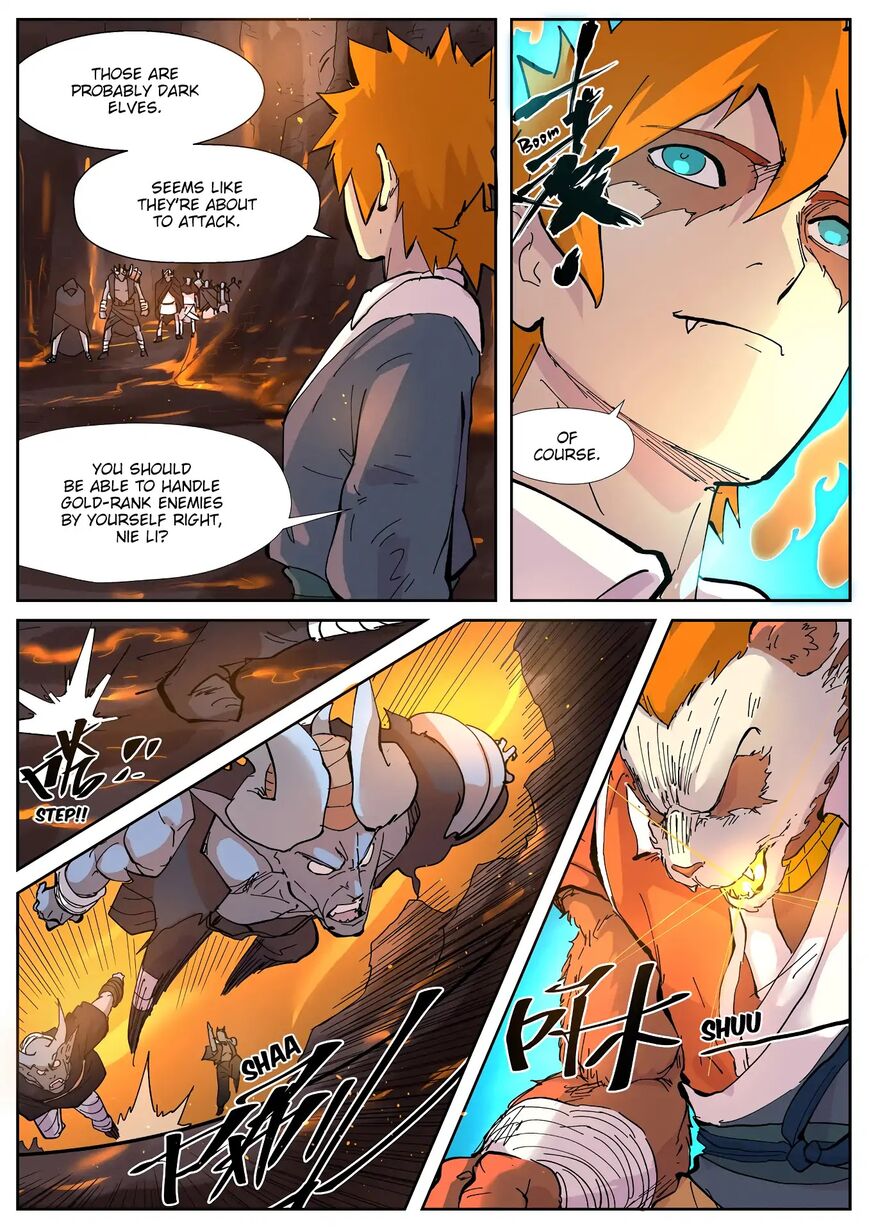 THOSE ARE
PROBABLY DARK
ELVES.
SEEMS LIKE
THEY'RE ABOUT
TO ATTACK.
YOU SHOULD
BE ABLE TO HANDLE
GOLD-RANK ENEMIES
BY YOURSELF RIGHT,
NIE LI?
BOOM
OF
COURSE.
STEP!!
SHAA
SHUU